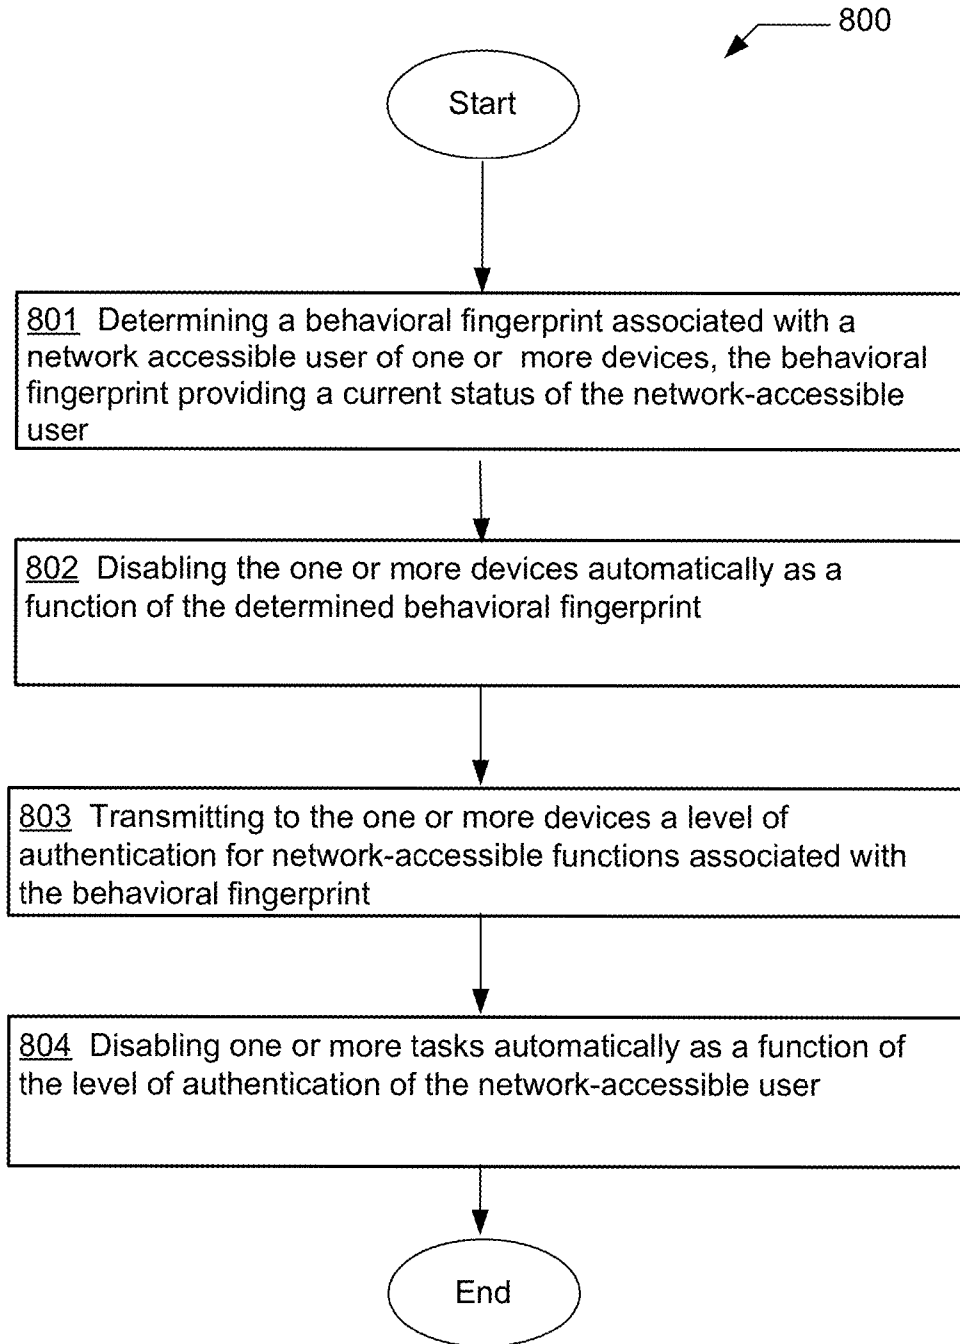 800
Start
801 Determining a behavioral fingerprint associated with a
network accessible user of one or more devices, the behavioral
fingerprint providing a current status of the network-accessible
user
802 Disabling the one or more devices automatically as a
function of the determined behavioral fingerprint
803 Transmitting to the one or more devices a level of
authentication for network-accessible functions associated with
the behavioral fingerprint
804 Disabling one or more tasks automatically as a function of
the level of authentication of the network-accessible user
End